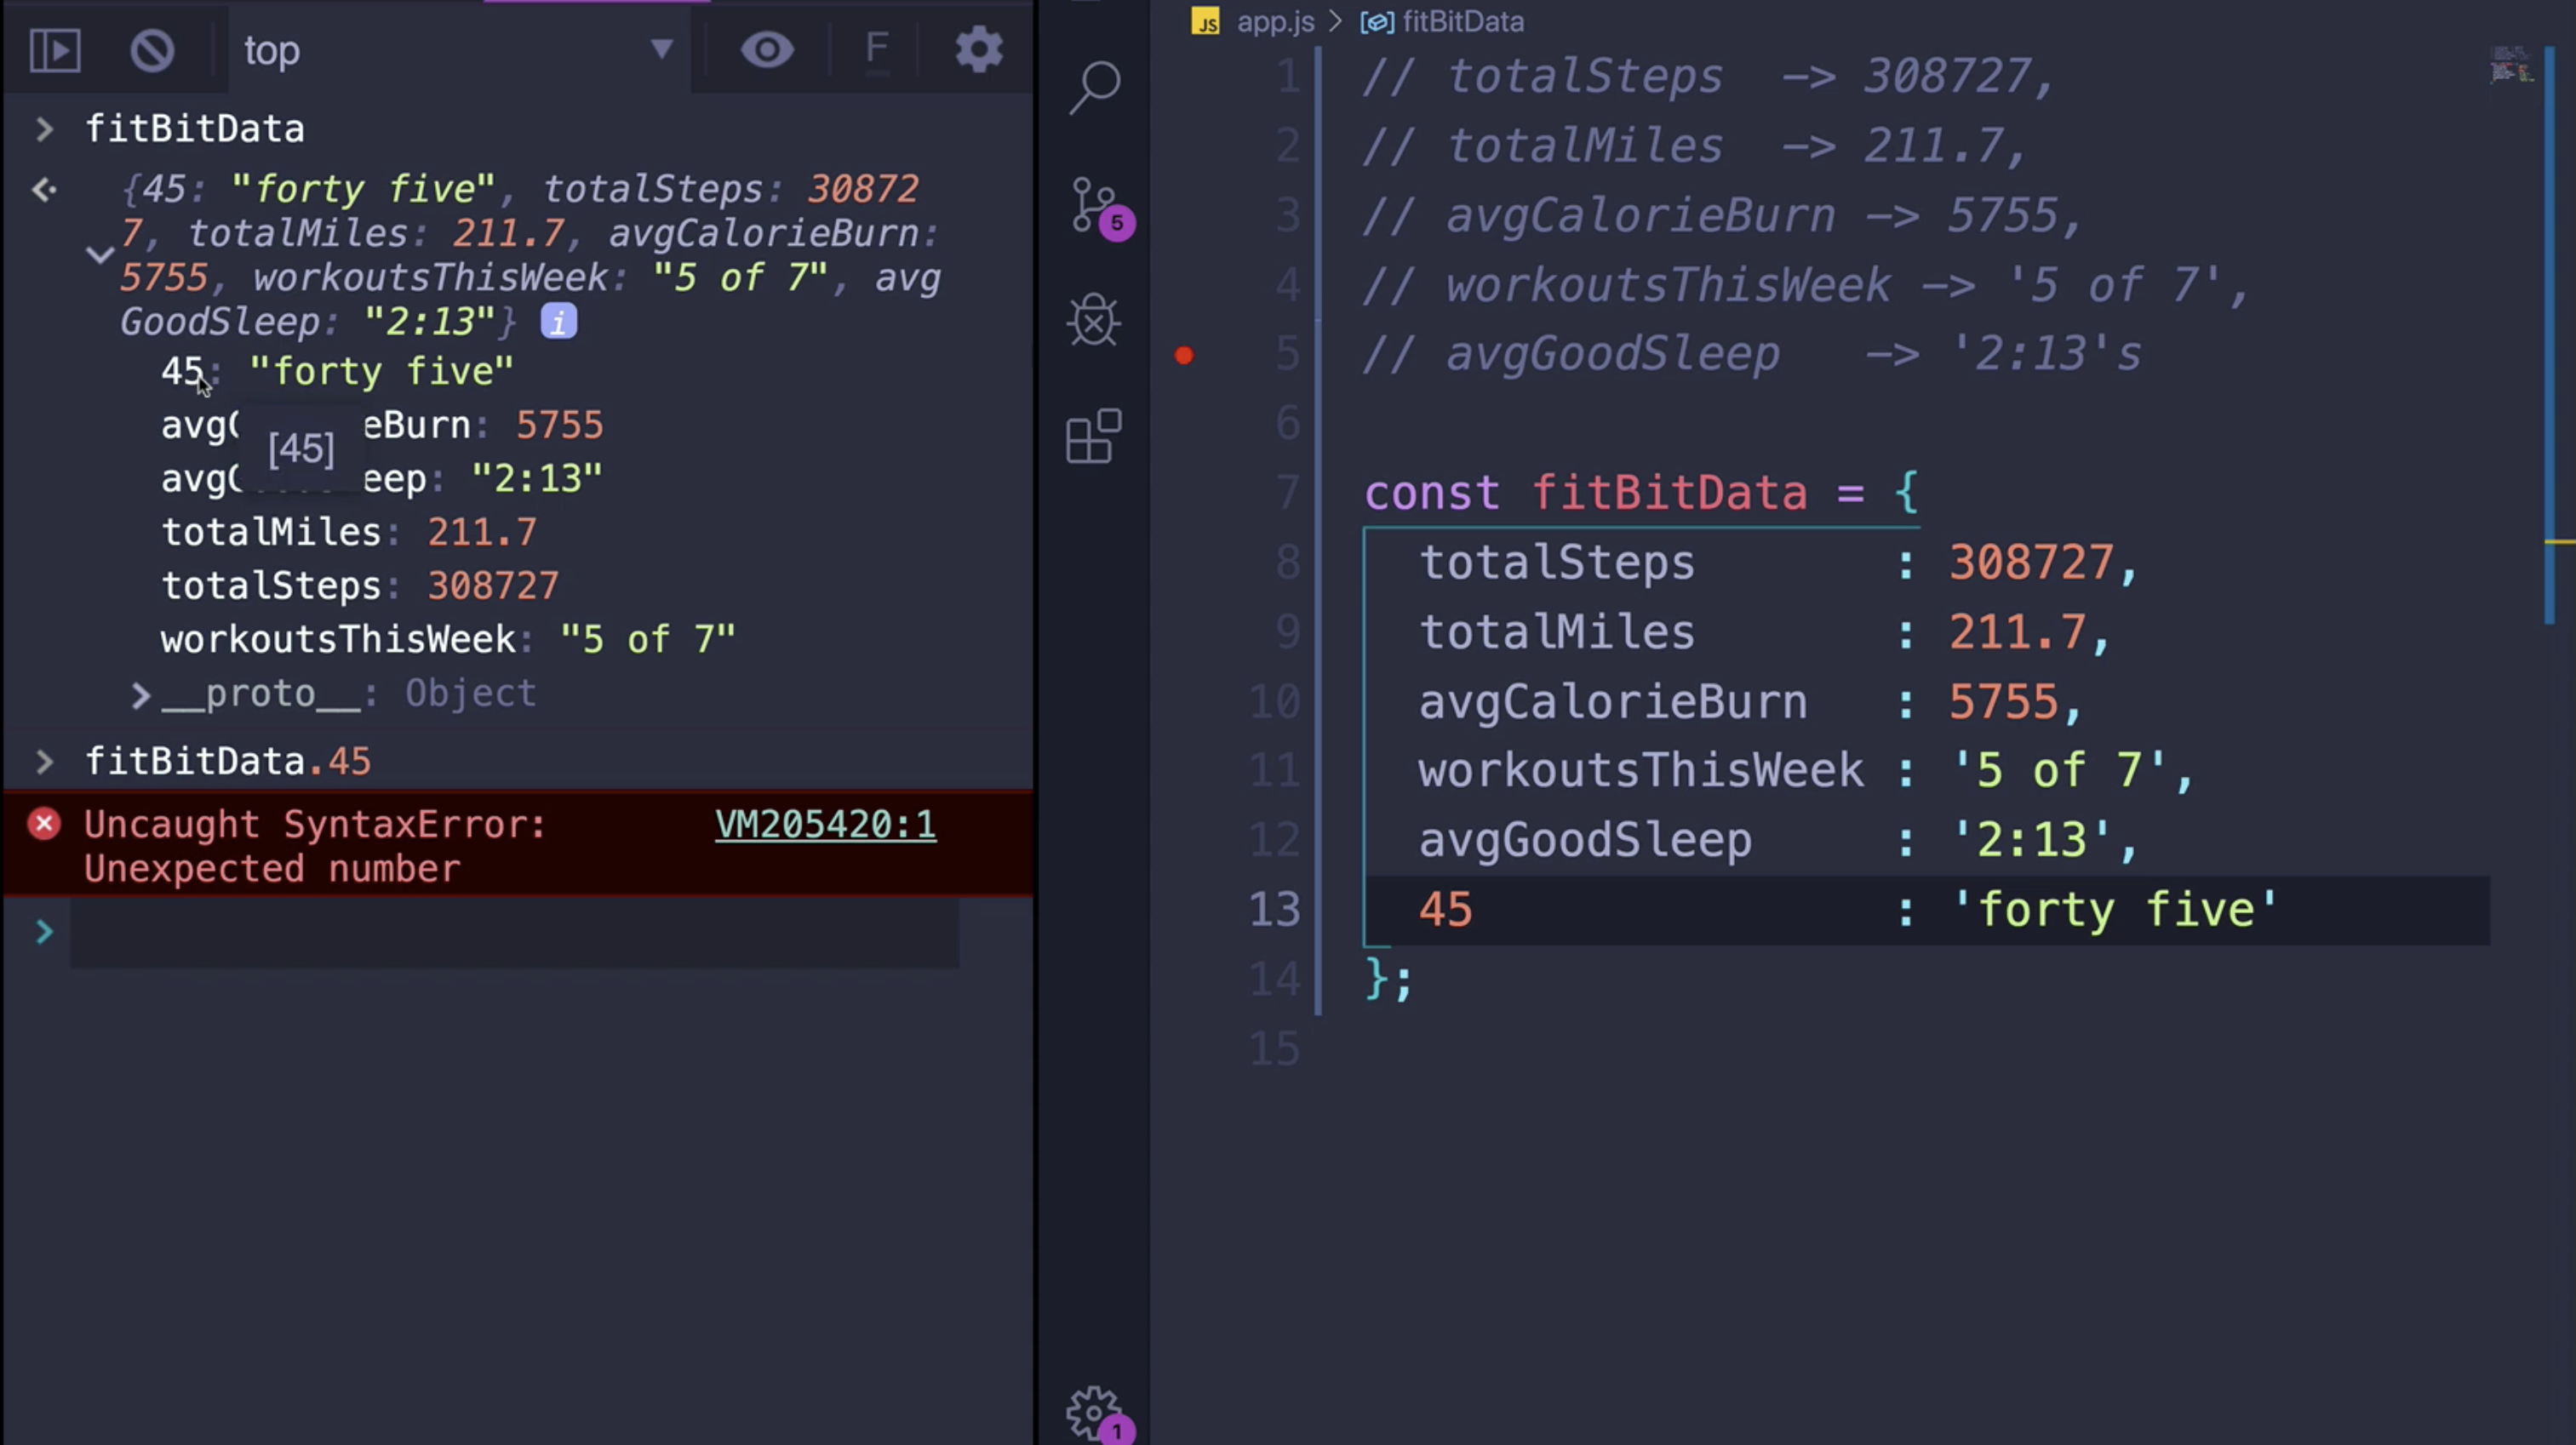 top
F
fitBitData
{45: "forty five", totalSteps: 30872
7, totalMiles: 211.7, avgCalorieBurn:
5755, workoutsThisWeek: "5 of 7", avg
GoodSleep: "2:13"} i
45: "forty five"
avgC eBurn: 5755
[45]
avgG eep: "2:13"
totalMiles: 211.7
totalSteps: 308727
workoutsThisWeek: "5 of 7"
__proto__: Object
fitBitData.45
Uncaught SyntaxError: VM205420:1
Unexpected number
5
1
JS app.js > fitBitData
1 // totalSteps -> 308727,
2 // totalMiles -> 211.7,
3 // avgCalorieBurn -> 5755,
4 // workoutsThisWeek -> '5 of 7',
5 // avgGoodSleep -> '2:13's
6
7 const fitBitData = {
8 totalSteps : 308727,
9 totalMiles : 211.7,
10 avgCalorieBurn : 5755,
11 workoutsThisWeek : '5 of 7',
12 avgGoodSleep : '2:13',
13 45 : 'forty five'
14 };
15